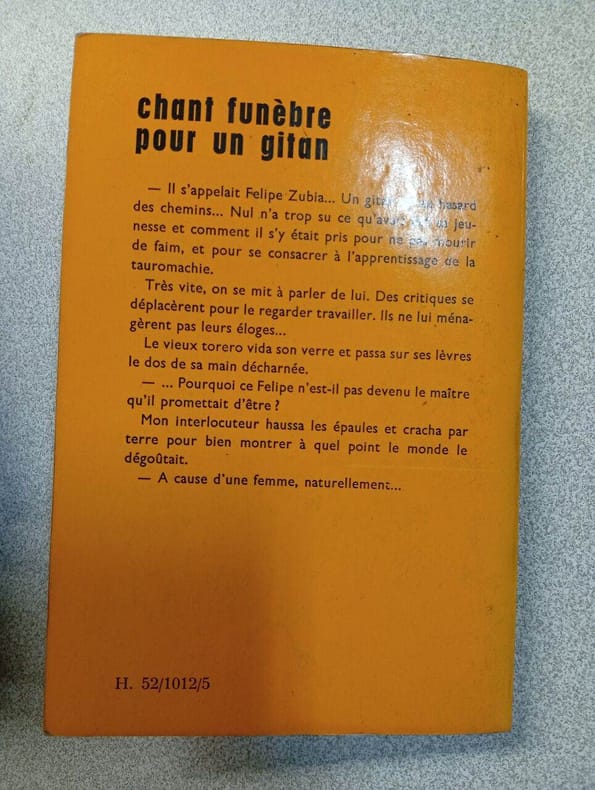 chant funèbre
pour un gitan
— Il s'appelait Felipe Zubia... Un hasard
des chemins... Nul n'a trop su ce jeu-
nesse et comment il s'y était pris pour ne pas mourir
de faim, et pour se consacrer à l'apprentissage de la
tauromachie.
Très vite, on se mit à parler de lui. Des critiques se
déplacèrent pour le regarder travailler. Ils ne lui ména-
gèrent pas leurs éloges...
Le vieux torero vida son verre et passa sur ses lèvres
le dos de sa main décharnée.
— ... Pourquoi ce Felipe n'est-il pas devenu le maître
qu'il promettait d'être ?
Mon interlocuteur haussa les épaules et cracha par
terre pour bien montrer à quel point le monde le
dégoûtait.
— A cause d'une femme, naturellement...
H. 52/1012/5